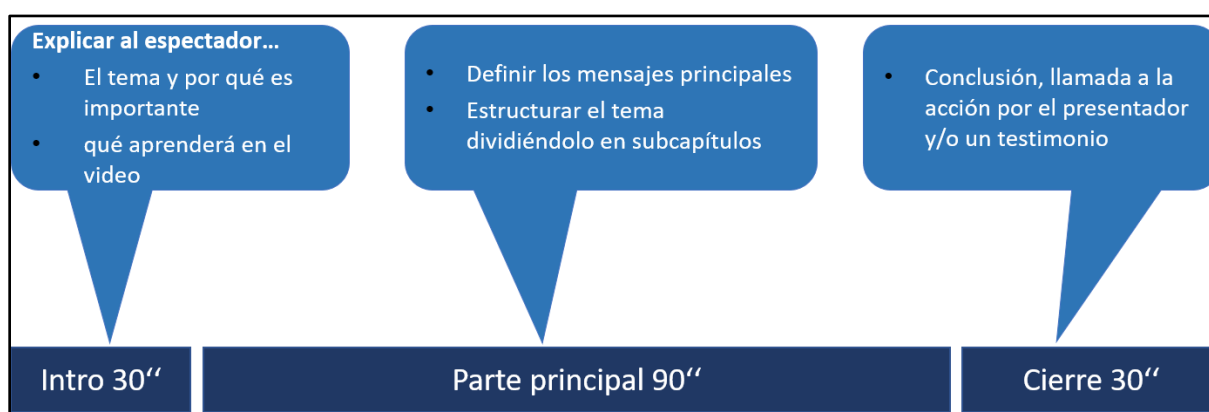 Explicar al espectador...
• El tema y por qué es
importante
• qué aprenderá en el
video
• Definir los mensajes principales
• Estructurar el tema
dividiéndolo en subcapítulos
• Conclusión, llamada a la
acción por el presentador
y/o un testimonio
Intro 30‘‘
Parte principal 90‘‘
Cierre 30‘‘